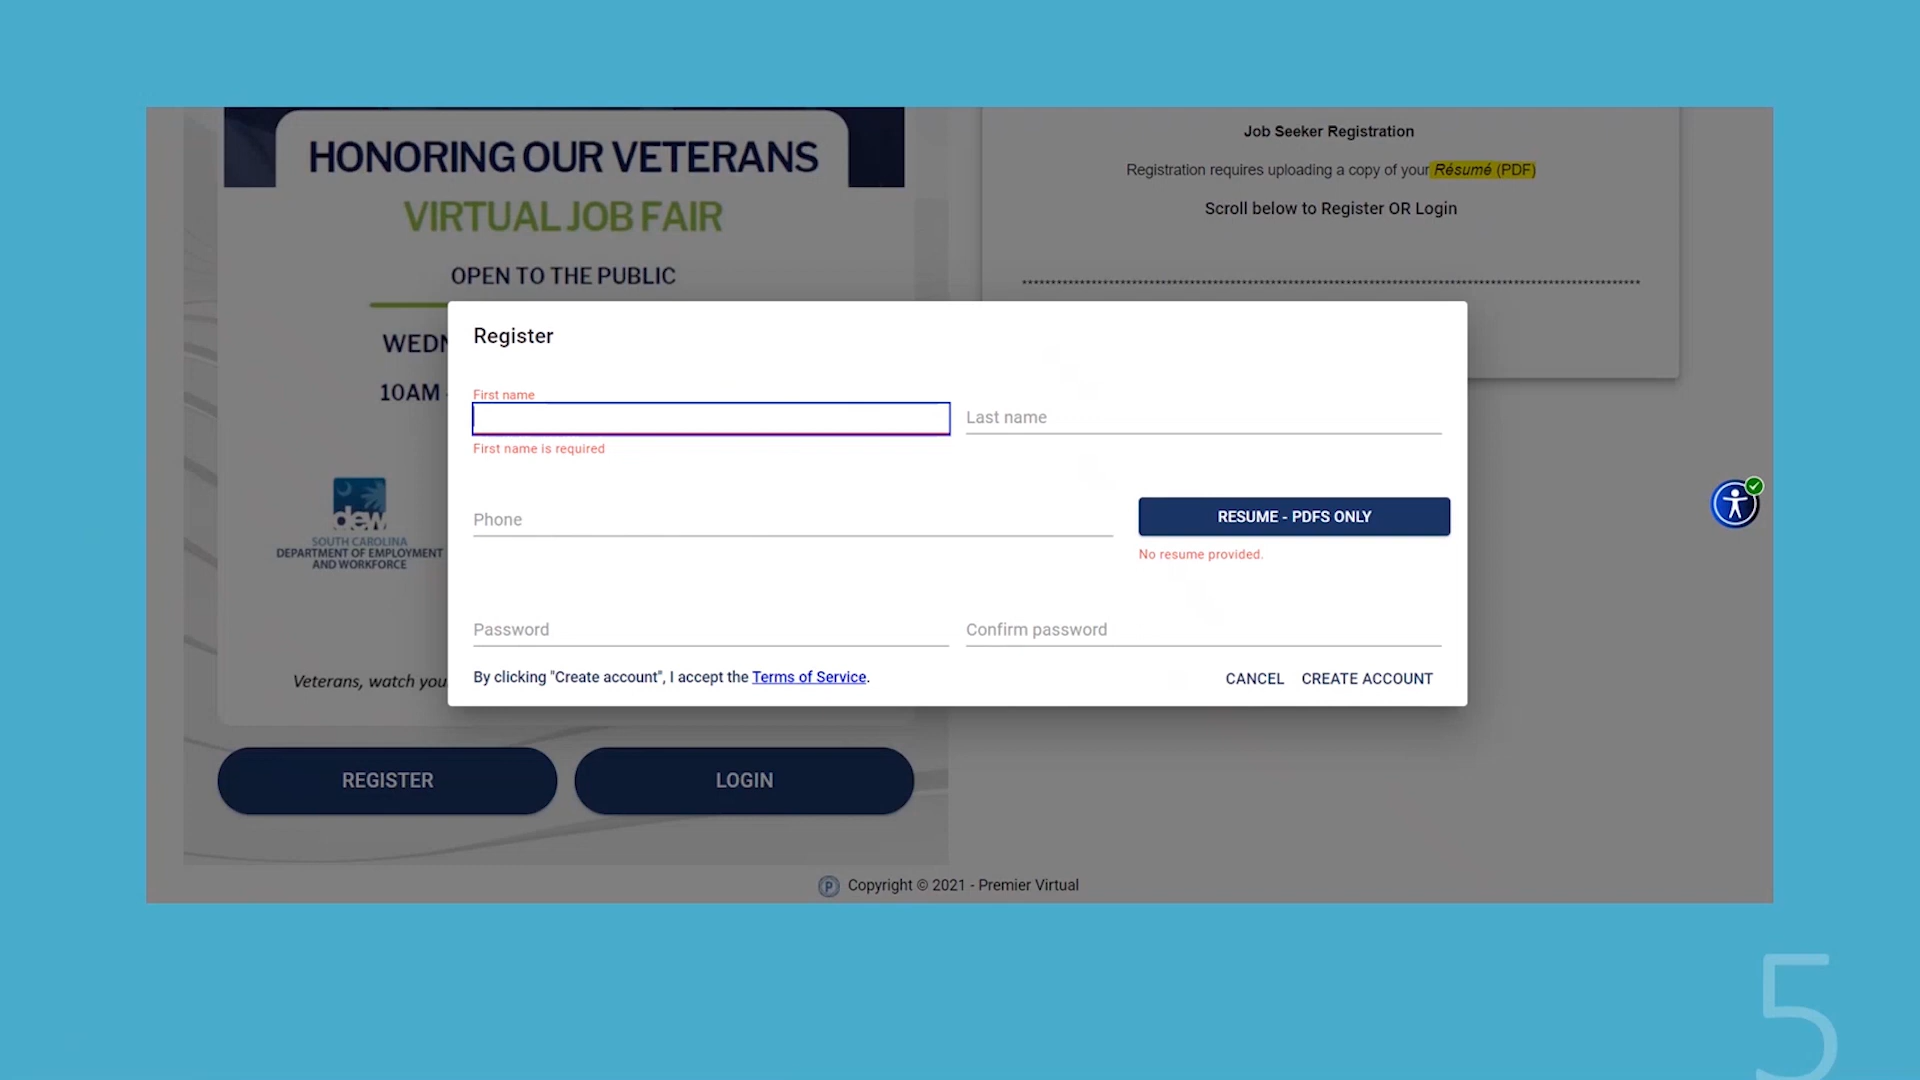 HONORING OUR VETERANS
VIRTUAL JOB FAIR
OPEN TO THE PUBLIC
10AM
dew
SOUTH CAROLINA
DEPARTMENT OF EMPLOYMENT
AND WORKFORCE
Veterans, watch
REGISTER
LOGIN
Job Seeker Registration
Registration requires uploading a copy of your Résumé (PDF)
Scroll below to Register OR Login
Register
First name
First name is required
Last name
Phone
RESUME - PDFS ONLY
No resume provided.
Password
Confirm password
By clicking "Create account", I accept the Terms of Service.
CANCEL
CREATE ACCOUNT
P
Copyright © 2021 - Premier Virtual
5